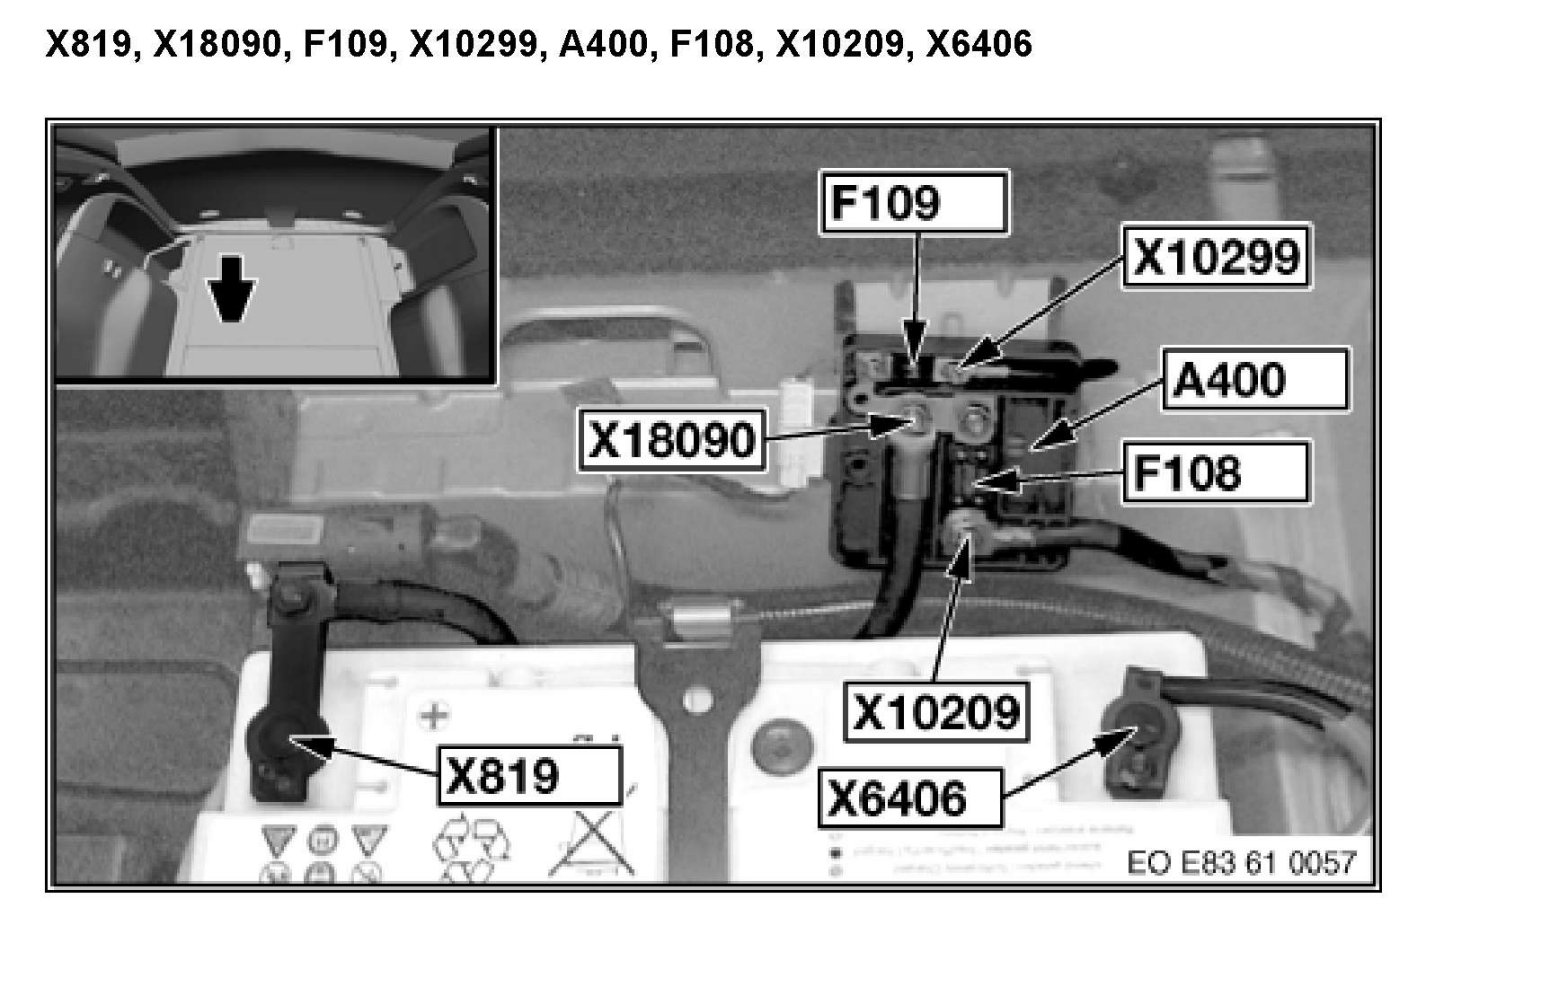 X819, X18090, F109, X10299, A400, F108, X10209, X6406
F109
X10299
A400
X18090
F108
X10209
X819
X6406
EO E83 61 0057